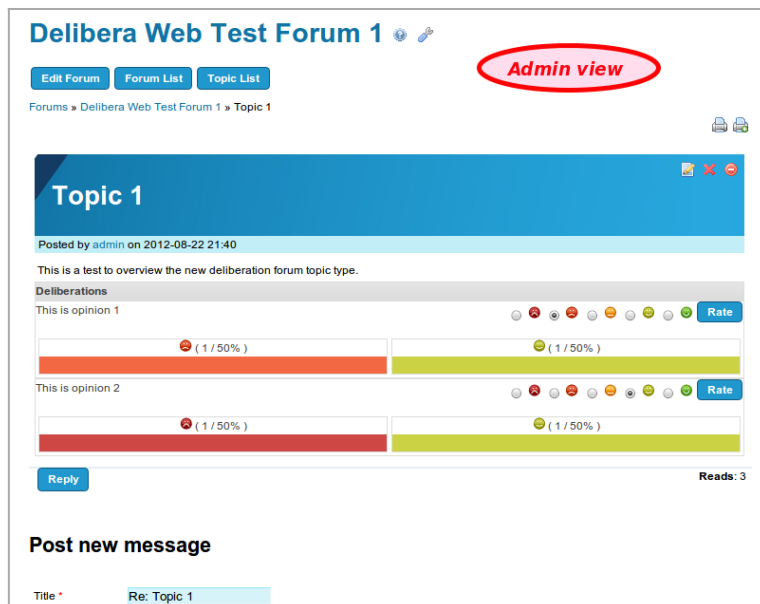 Delibera Web Test Forum 1
Admin view
Edit Forum Forum List Topic List
Forums » Delibera Web Test Forum 1 » Topic 1
Topic 1
Posted by admin on 2012-08-22 21:40
This is a test to overview the new deliberation forum topic type.
Deliberations
This is opinion 1 Rate
( 1 / 50% ) ( 1 / 50% )
This is opinion 2 Rate
( 1 / 50% ) ( 1 / 50% )
Reply Reads: 3
Post new message
Title * Re: Topic 1